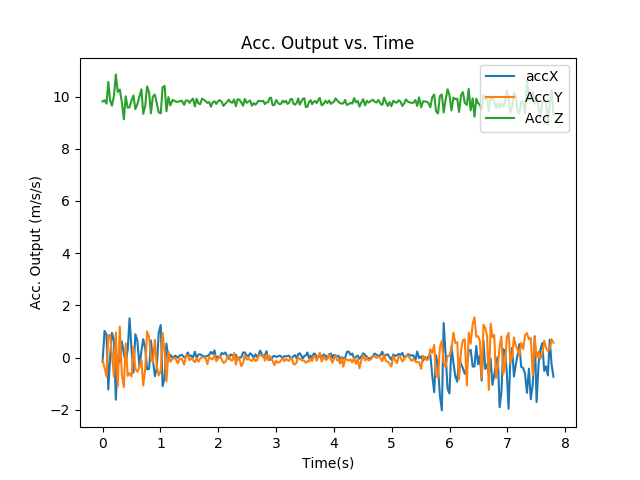 Acc. Output vs. Time
accX
Acc Y
Acc Z
Acc. Output (m/s/s)
10
8
6
4
2
0
−2
0 1 2 3 4 5 6 7 8
Time(s)